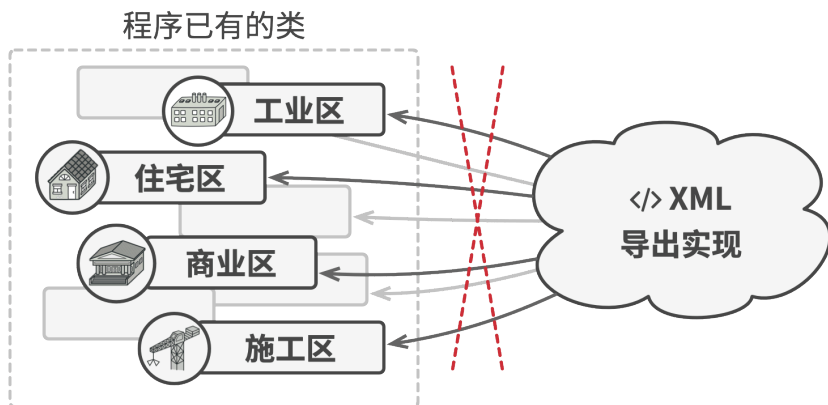 程序已有的类
工业区
住宅区
商业区
施工区
</> XML
导出实现